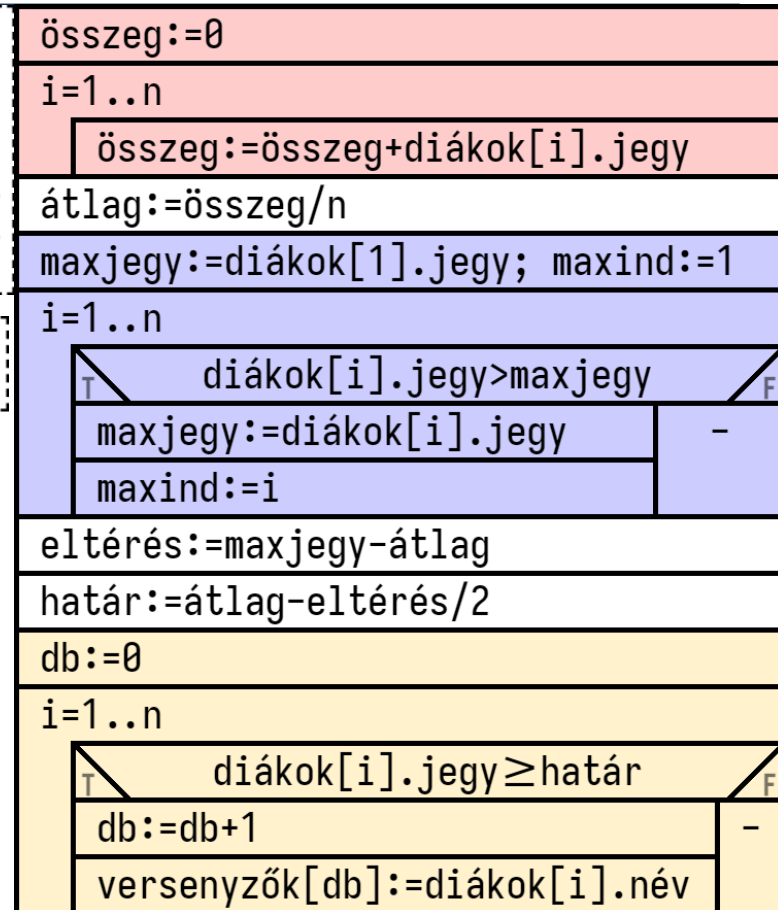 összeg:=0
i=1..n
összeg:=összeg+diákok[i].jegy
átlag:=összeg/n
maxjegy:=diákok[1].jegy; maxind:=1
i=1..n
T diákok[i].jegy>maxjegy F
maxjegy:=diákok[i].jegy -
maxind:=i
eltérés:=maxjegy-átlag
határ:=átlag-eltérés/2
db:=0
i=1..n
T diákok[i].jegy≥határ F
db:=db+1 -
versenyzők[db]:=diákok[i].név